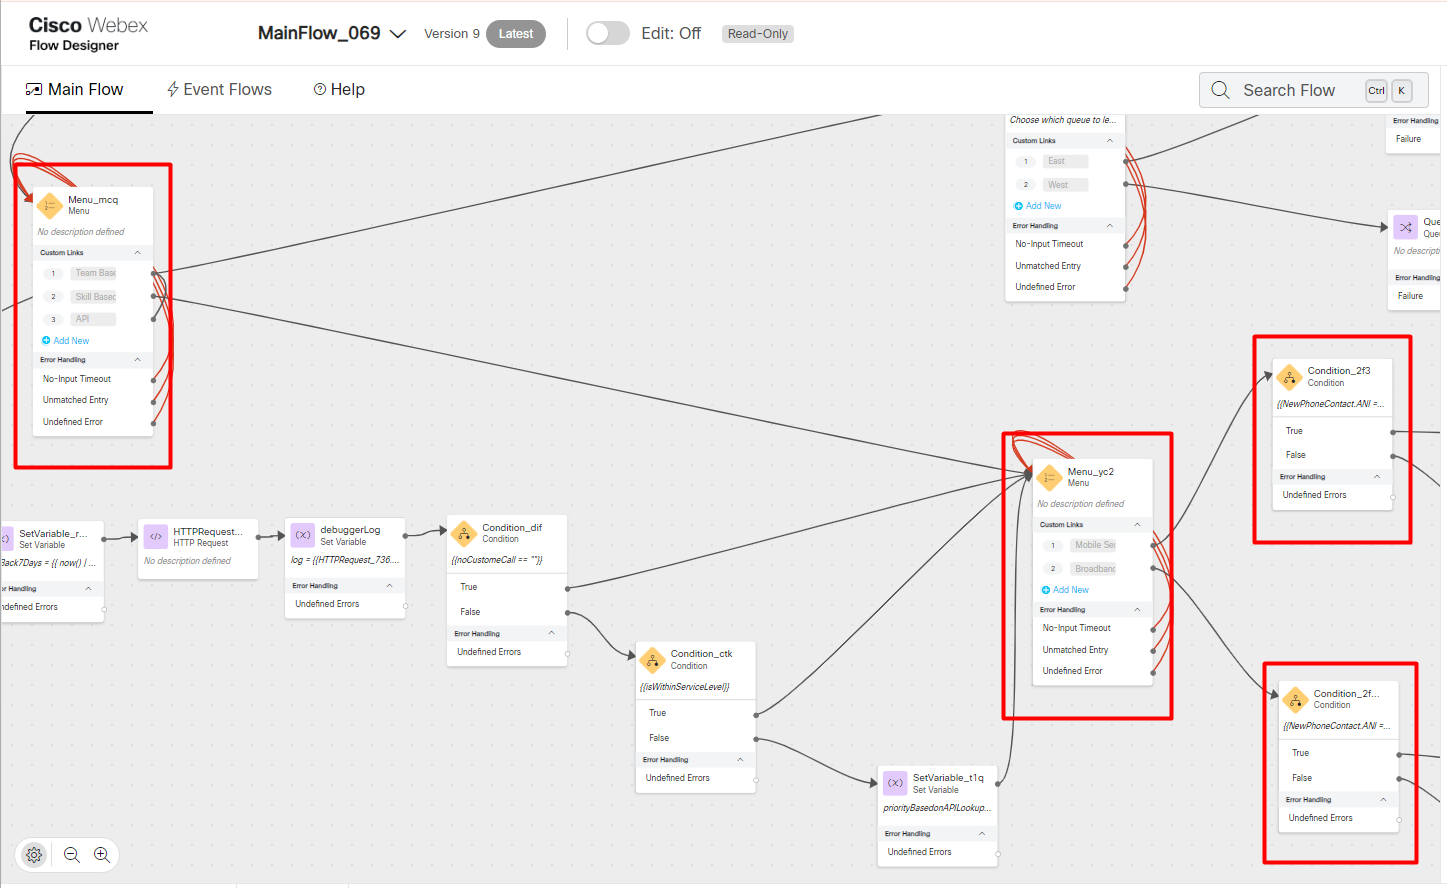 Cisco Webex
Flow Designer
MainFlow_069
Version 9
Latest
Edit: Off
Read-Only
Main Flow
Event Flows
Help
Search Flow
Ctrl
K
Menu_mcq
Menu
No description defined
Custom Links
1
Team Base
2
Skill Based
3
API
Add New
Error Handling
No-Input Timeout
Unmatched Entry
Undefined Error
Choose which queue to le...
Custom Links
1
East
2
West
Add New
Error Handling
No-Input Timeout
Unmatched Entry
Undefined Error
Error Handling
Failure
Que
Queu
No descripti
Error Handling
Failure
SetVariable_r...
Set Variable
Back7Days = {{ now() | ...
or Handling
ndefined Errors
HTTPRequest...
HTTP Request
No description defined
debuggerLog
Set Variable
log = {{HTTPRequest_736....
Error Handling
Undefined Errors
Condition_dif
Condition
{{noCustomeCall == ""}}
True
False
Error Handling
Undefined Errors
Condition_ctk
Condition
{{isWithinServiceLevel}}
True
False
Error Handling
Undefined Errors
SetVariable_t1q
Set Variable
priorityBasedonAPILookup...
Error Handling
Undefined Errors
Menu_yc2
Menu
No description defined
Custom Links
1
Mobile Ser
2
Broadband
Add New
Error Handling
No-Input Timeout
Unmatched Entry
Undefined Error
Condition_2f3
Condition
{{NewPhoneContact.ANI =...
True
False
Error Handling
Undefined Errors
Condition_2f...
Condition
{{NewPhoneContact.ANI =...
True
False
Error Handling
Undefined Errors